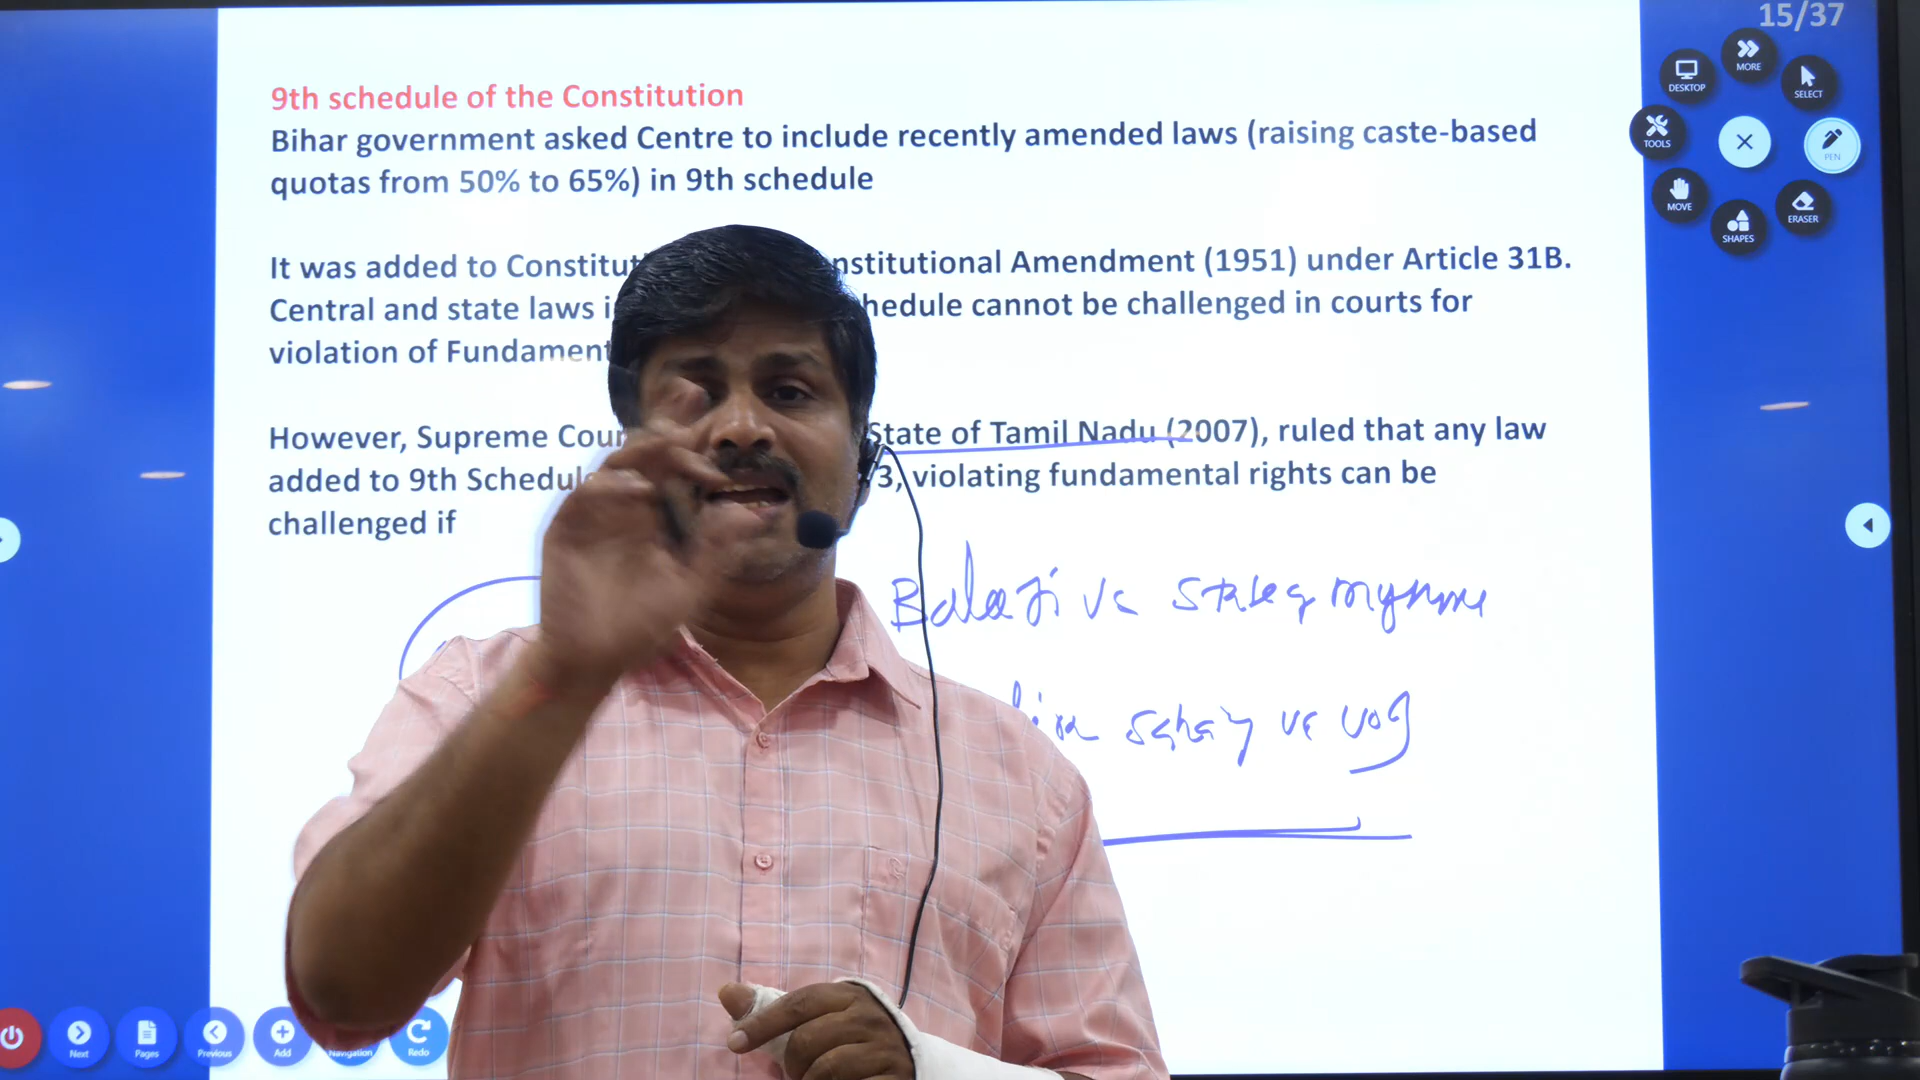 15/37
MORE
DESKTOP
SELECT
TOOLS
PEN
MOVE
ERASER
SHAPES
9th schedule of the Constitution
Bihar government asked Centre to include recently amended laws (raising caste-based
quotas from 50% to 65%) in 9th schedule
It was added to Constitut nstitutional Amendment (1951) under Article 31B.
Central and state laws i hedule cannot be challenged in courts for
violation of Fundament
However, Supreme Cour State of Tamil Nadu (2007), ruled that any law
added to 9th Schedul 3, violating fundamental rights can be
challenged if
Balaji vs State of Mysore
Sahay vs UOI
Next
Pages
Previous
Add
Navigation
Redo